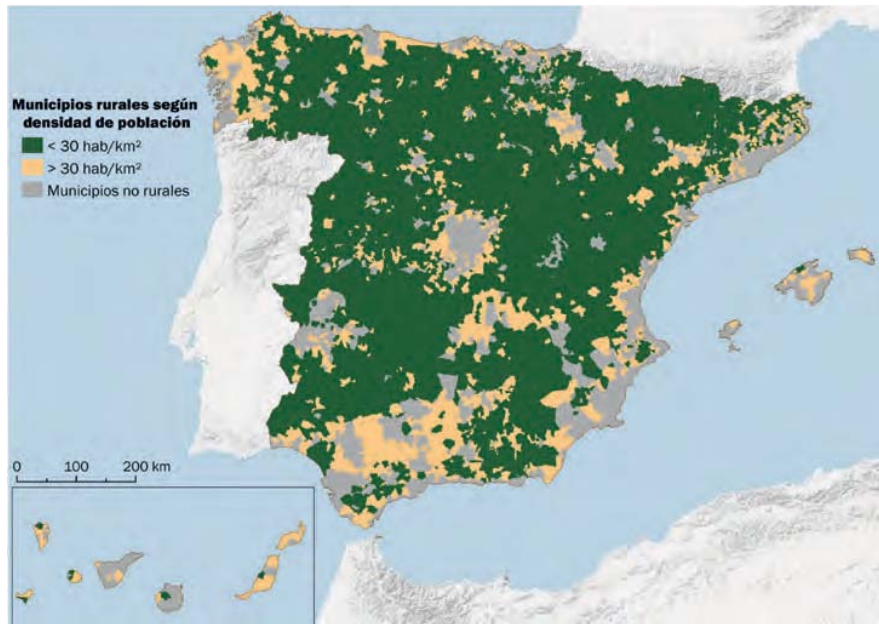 Municipios rurales según
densidad de población
< 30 hab/km²
> 30 hab/km²
Municipios no rurales
0 100 200 km